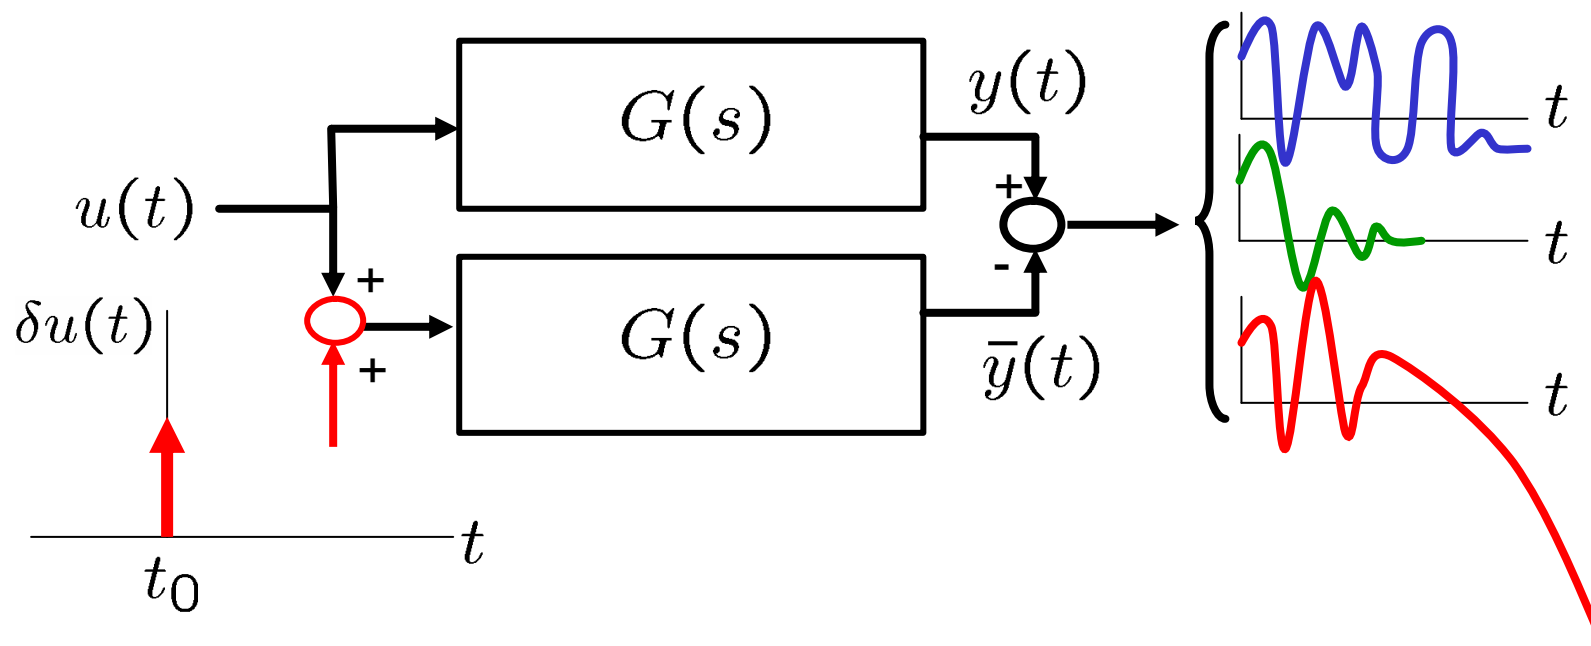 G(s)
y(t)
t
u(t)
+
t
+
-
δu(t)
+
G(s)
ȳ(t)
t
+
t
t₀